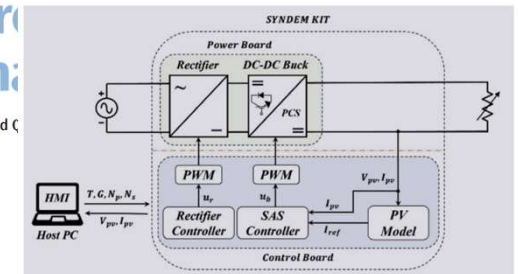 SYNDEM KIT
Power Board
Rectifier DC-DC Buck
PCS
PWM PWM
u_r u_b
V_pv, I_pv
I_pv
I_ref
HMI
Host PC
T, G, N_p, N_s
V_pv, I_pv
Rectifier
Controller
SAS
Controller
PV
Model
Control Board